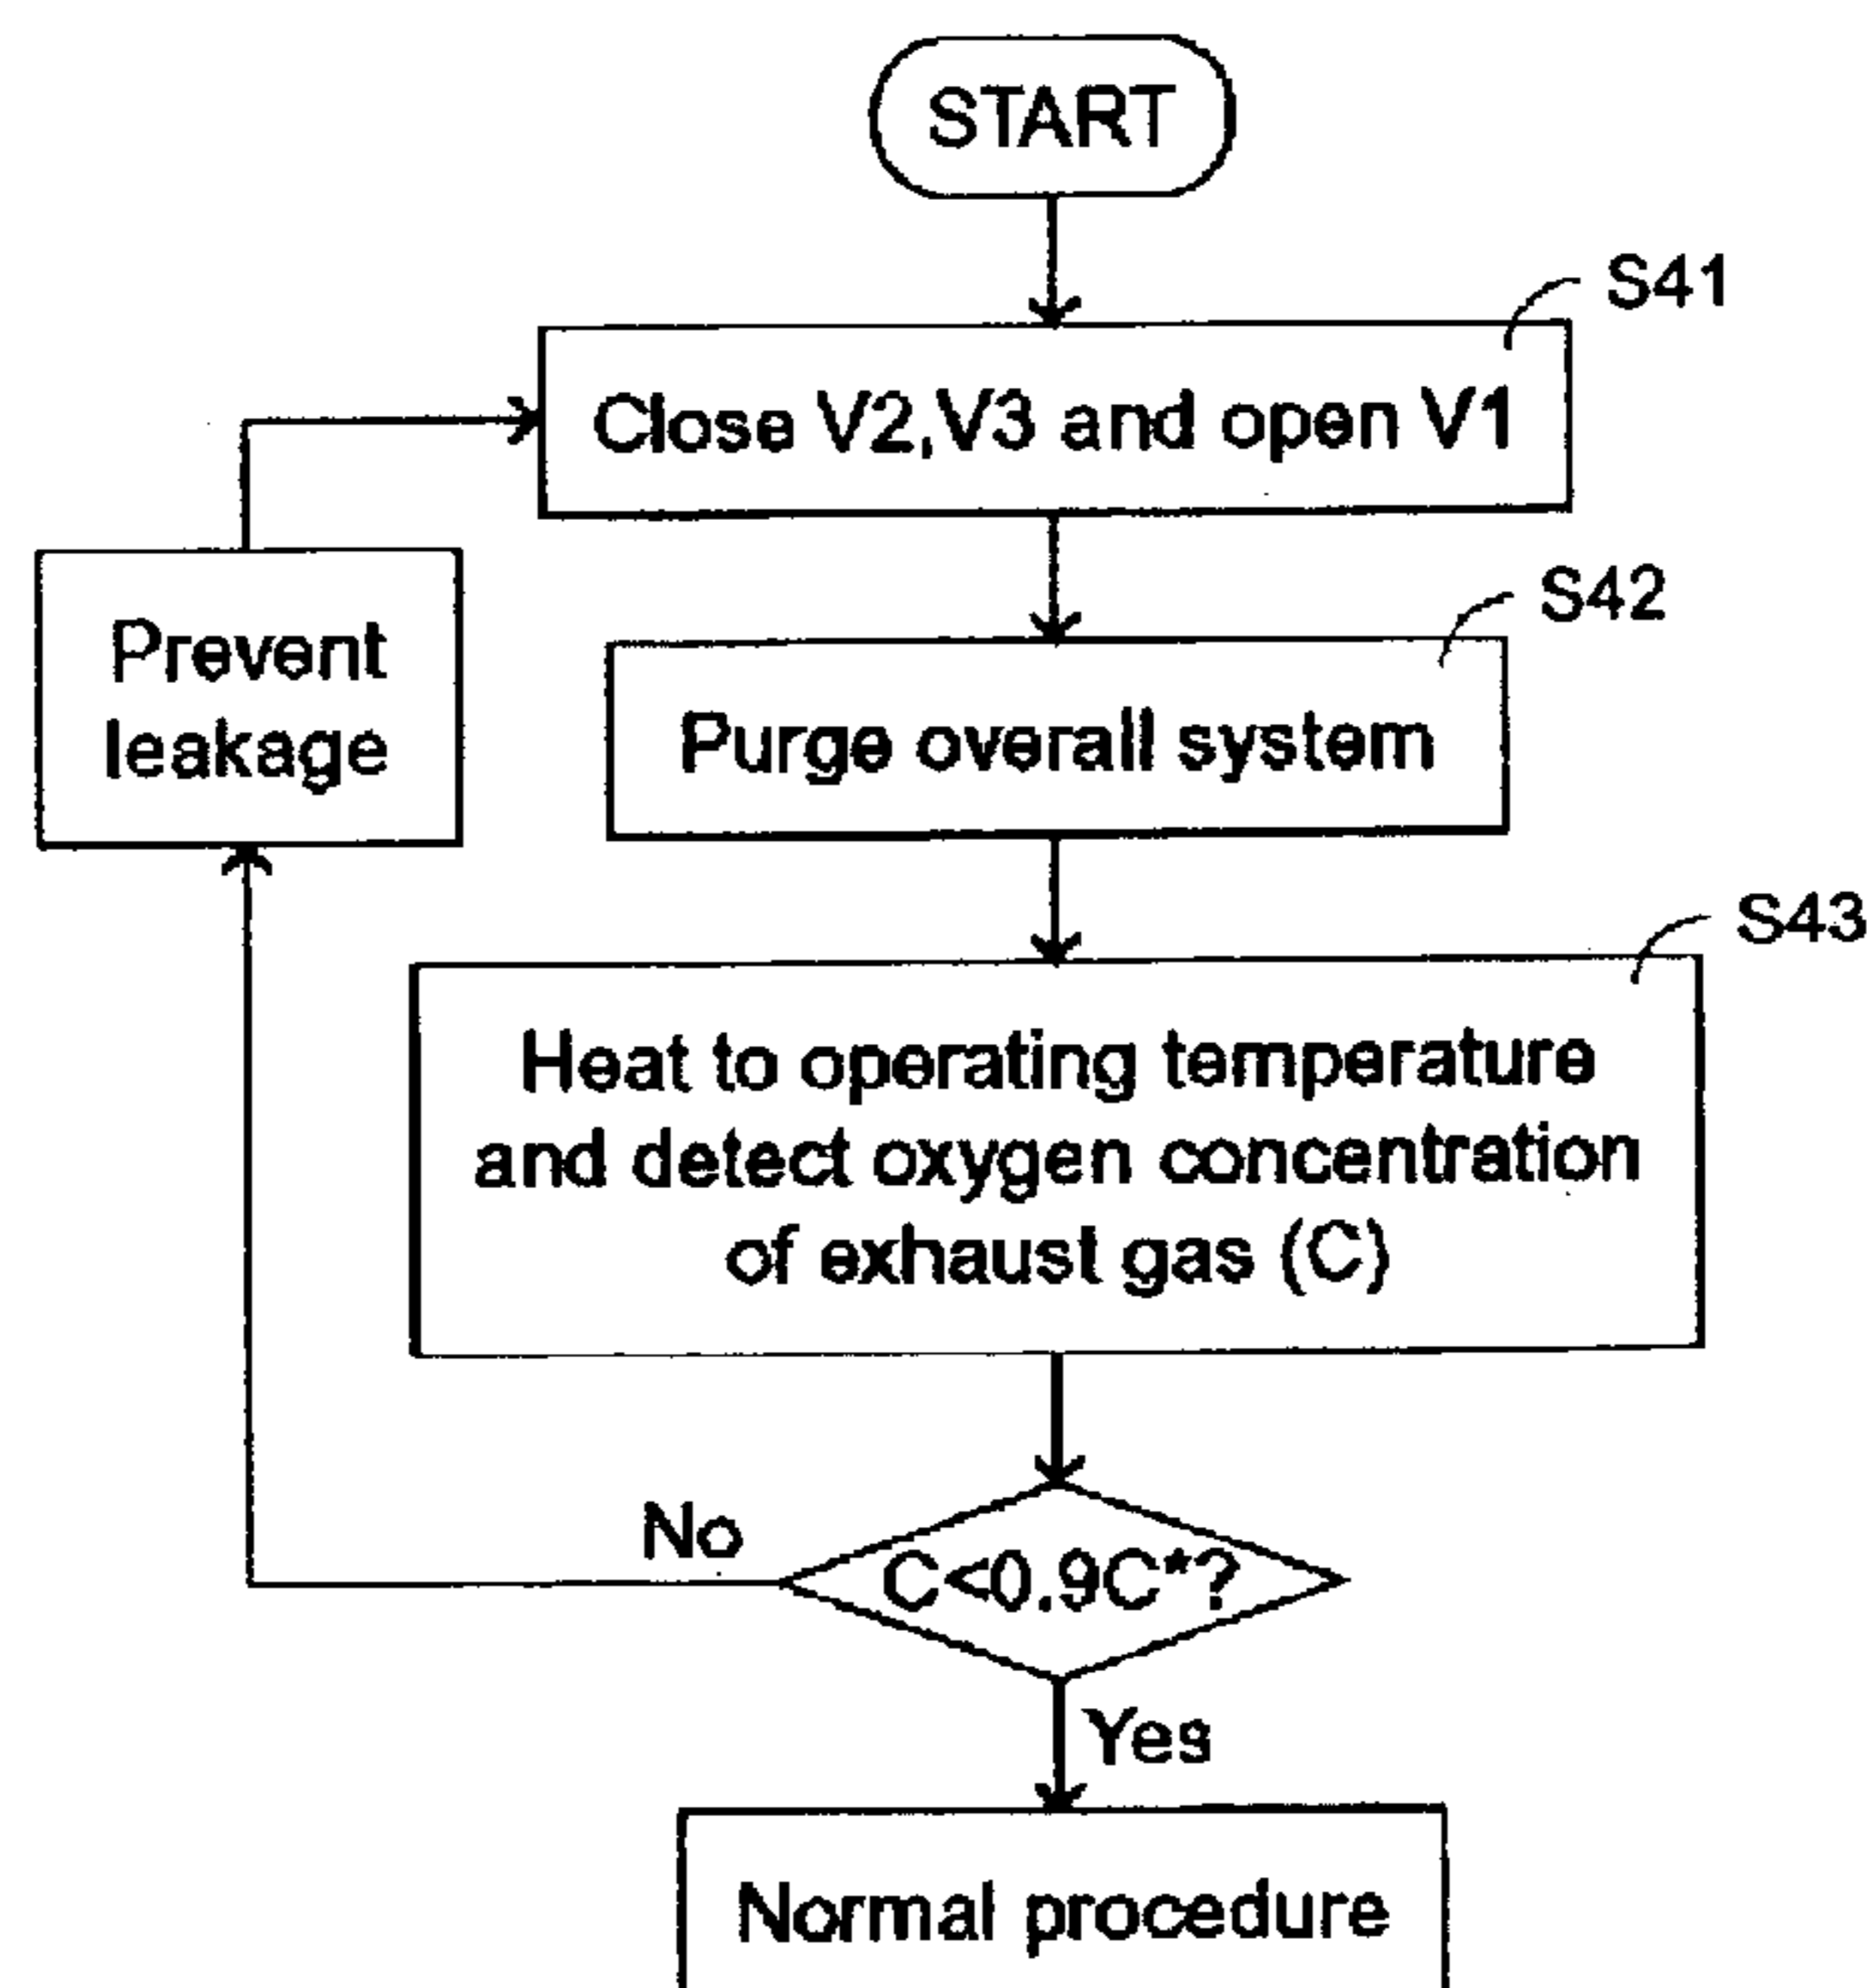 START
S41
Close V2,V3 and open V1
S42
Prevent
leakage
Purge overall system
S43
Heat to operating temperature
and detect oxygen concentration
of exhaust gas (C)
No
C<0.9C*?
Yes
Normal procedure